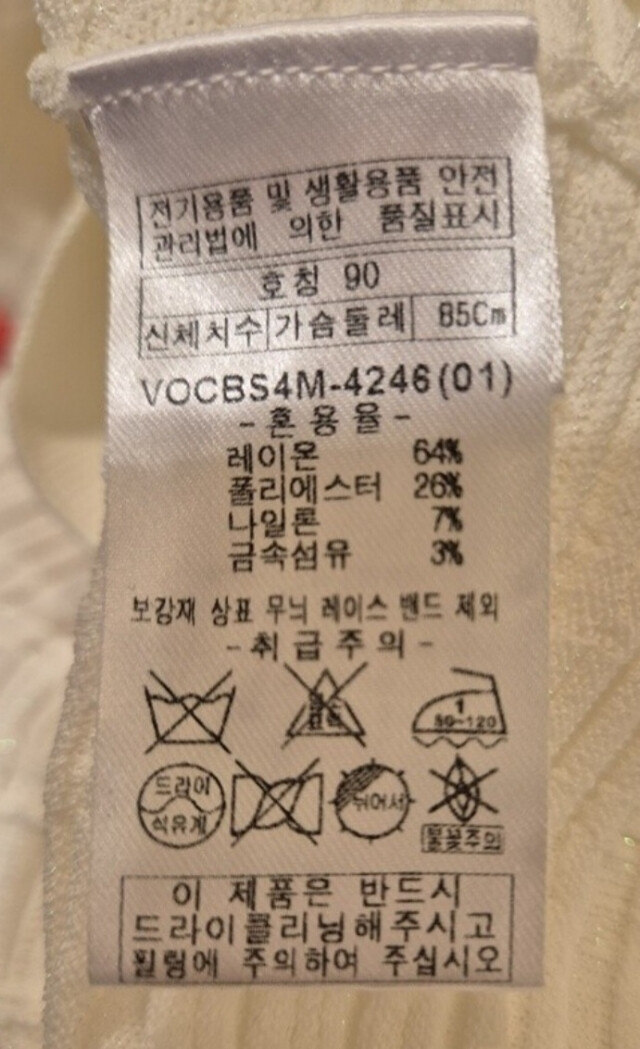 전기용품 및 생활용품 안전
관리법에 의한 품질표시
호칭 90
신체치수 가슴둘레 85Cm
VOCBS4M-4246(01)
-혼용율-
레이온 64%
폴리에스터 26%
나일론 7%
금속섬유 3%
보강재 상표 무늬 레이스 밴드 제외
-취급주의-
1
80~120
드라이
석유계
뉘어서
불꽃주의
이 제품은 반드시
드라이클리닝해주시고
필링에 주의하여 주십시오